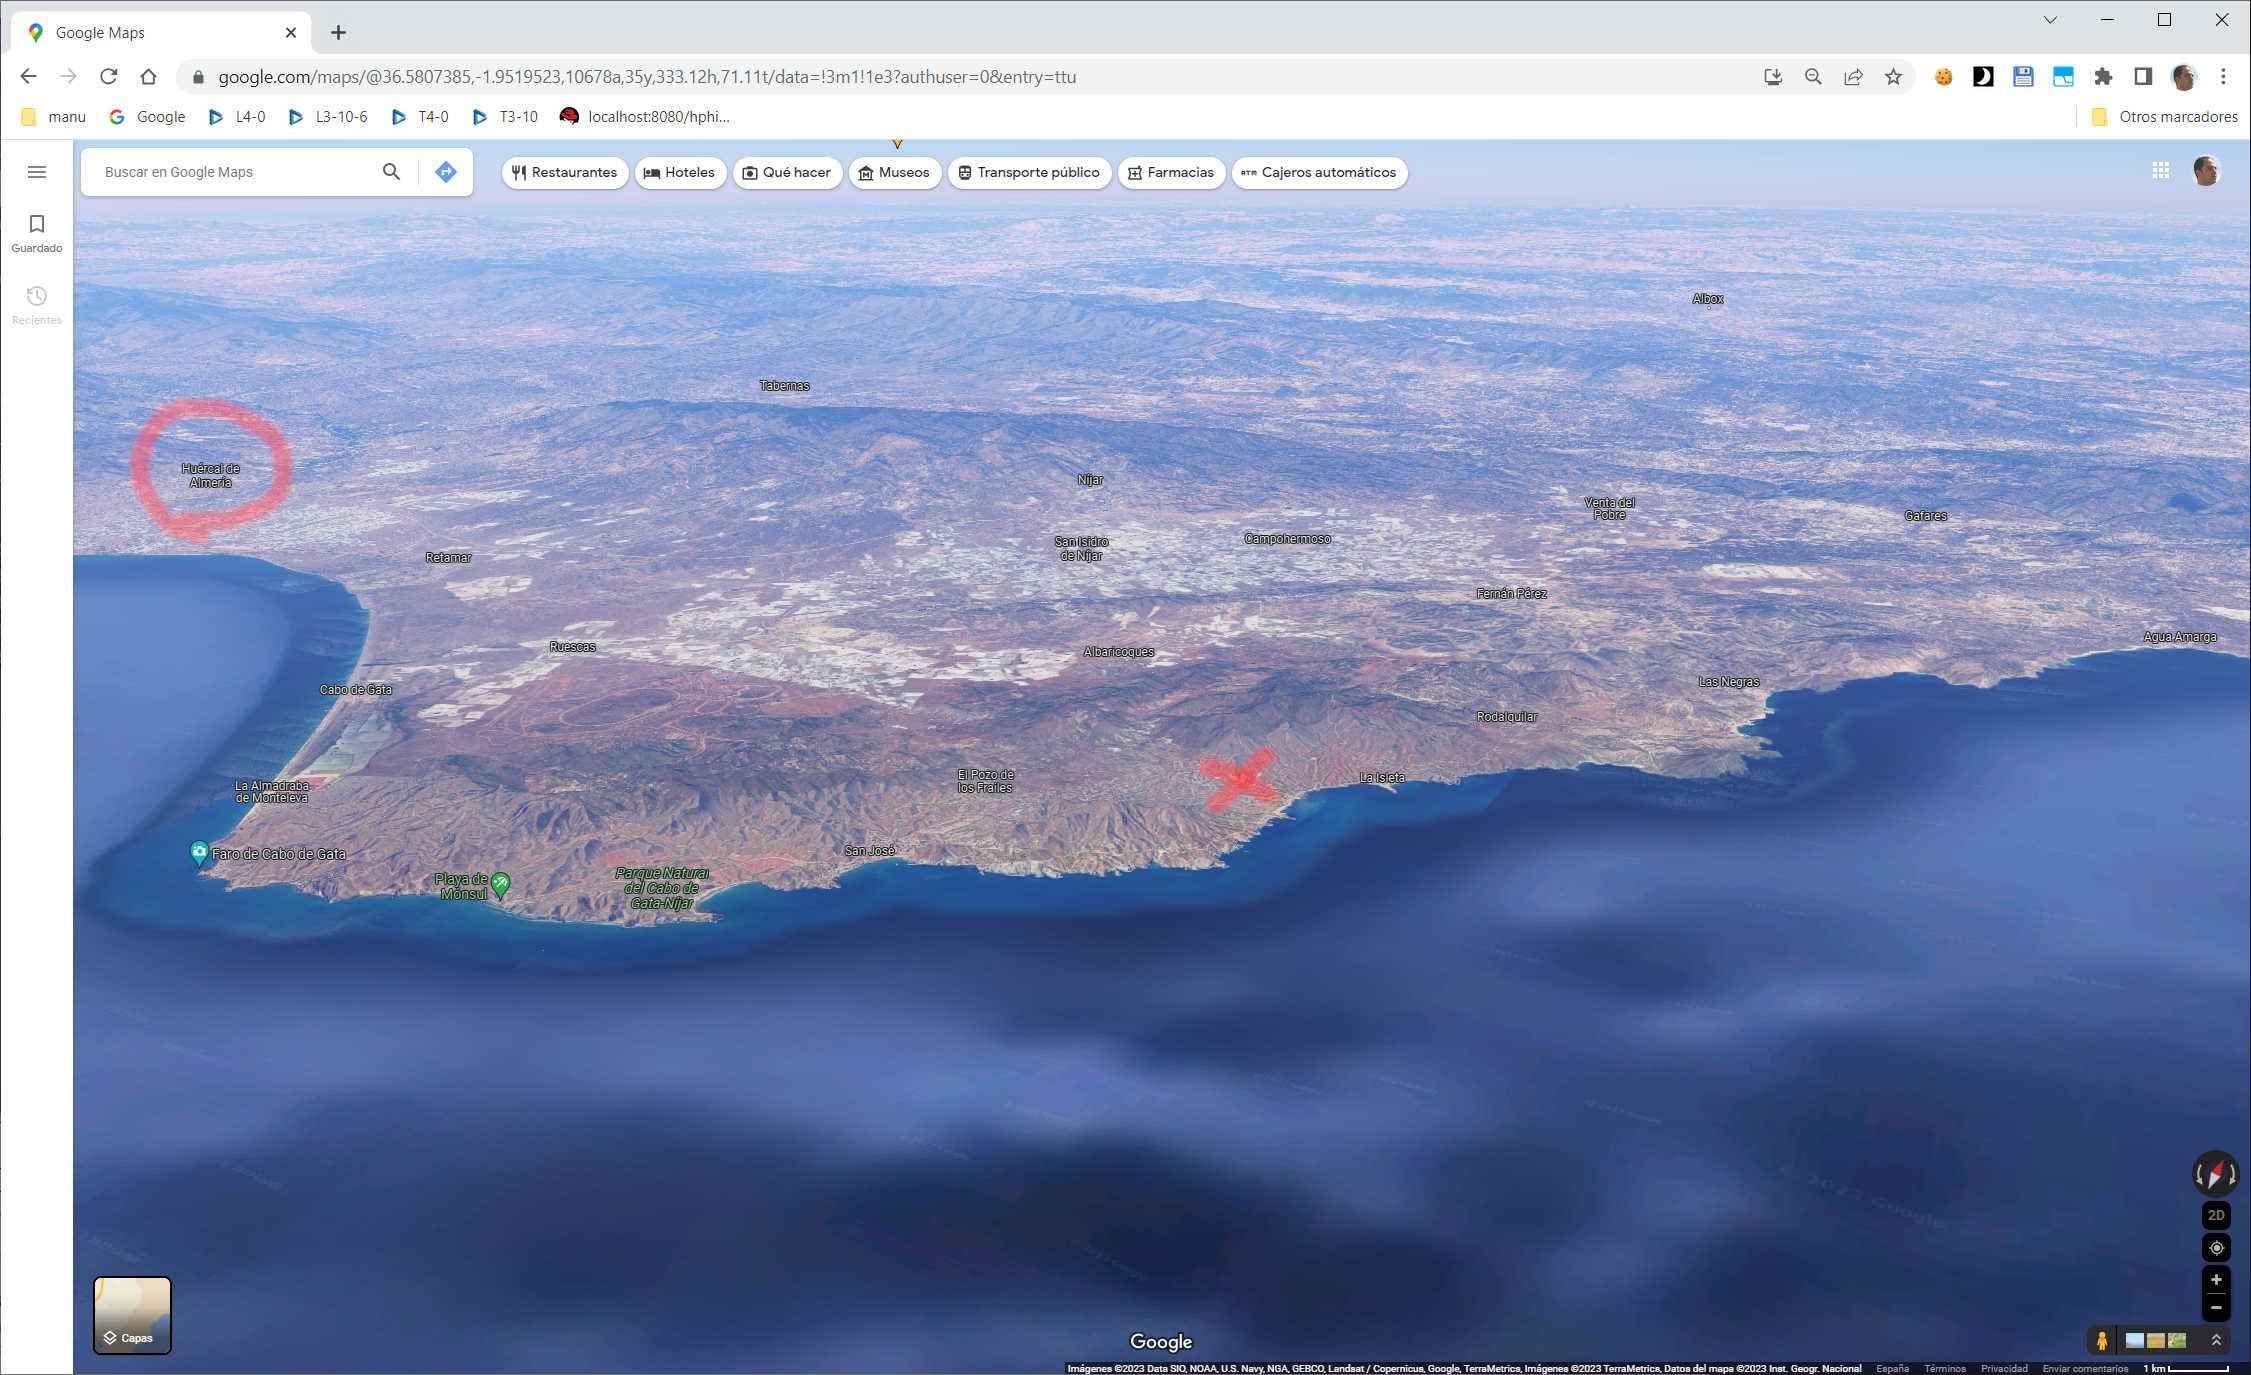 Google Maps
google.com/maps/@36.5807385,-1.9519523,10678a,35y,333.12h,71.11t/data=!3m1!1e3?authuser=0&entry=ttu
manu
Google
L4-0
L3-10-6
T4-0
T3-10
localhost:8080/hphi...
Otros marcadores
Buscar en Google Maps
Restaurantes
Hoteles
Qué hacer
Museos
Transporte público
Farmacias
Cajeros automáticos
Guardado
Recientes
Albox
Tabernas
Huércal de
Almería
Níjar
Venta del
Pobre
Gafares
San Isidro
de Níjar
Campohermoso
Retamar
Fernán Pérez
Agua Amarga
Ruescas
Albaricoques
Cabo de Gata
Las Negras
Rodalquilar
La Almadraba
de Monteleva
El Pozo de
los Frailes
La Isleta
Faro de Cabo de Gata
San José
Playa de
Mónsul
Parque Natural
del Cabo de
Gata-Níjar
© 2023 Google
2D
Capas
Google
Imágenes ©2023 Data SIO, NOAA, U.S. Navy, NGA, GEBCO, Landsat / Copernicus, Google, TerraMetrics, Imágenes ©2023 TerraMetrics, Datos del mapa ©2023 Inst. Geogr. Nacional España Términos Privacidad Enviar comentarios 1 km